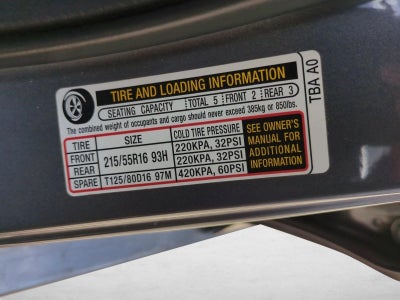 TIRE AND LOADING INFORMATION
SEATING CAPACITY TOTAL 5 FRONT 2 REAR 3
The combined weight of occupants and cargo should never exceed 385kg or 850lbs.
TIRE SIZE COLD TIRE PRESSURE
FRONT 215/55R16 93H 220KPA, 32PSI
REAR 220KPA, 32PSI
SPARE T125/80D16 97M 420KPA, 60PSI
SEE OWNER'S
MANUAL FOR
ADDITIONAL
INFORMATION
TBA A0